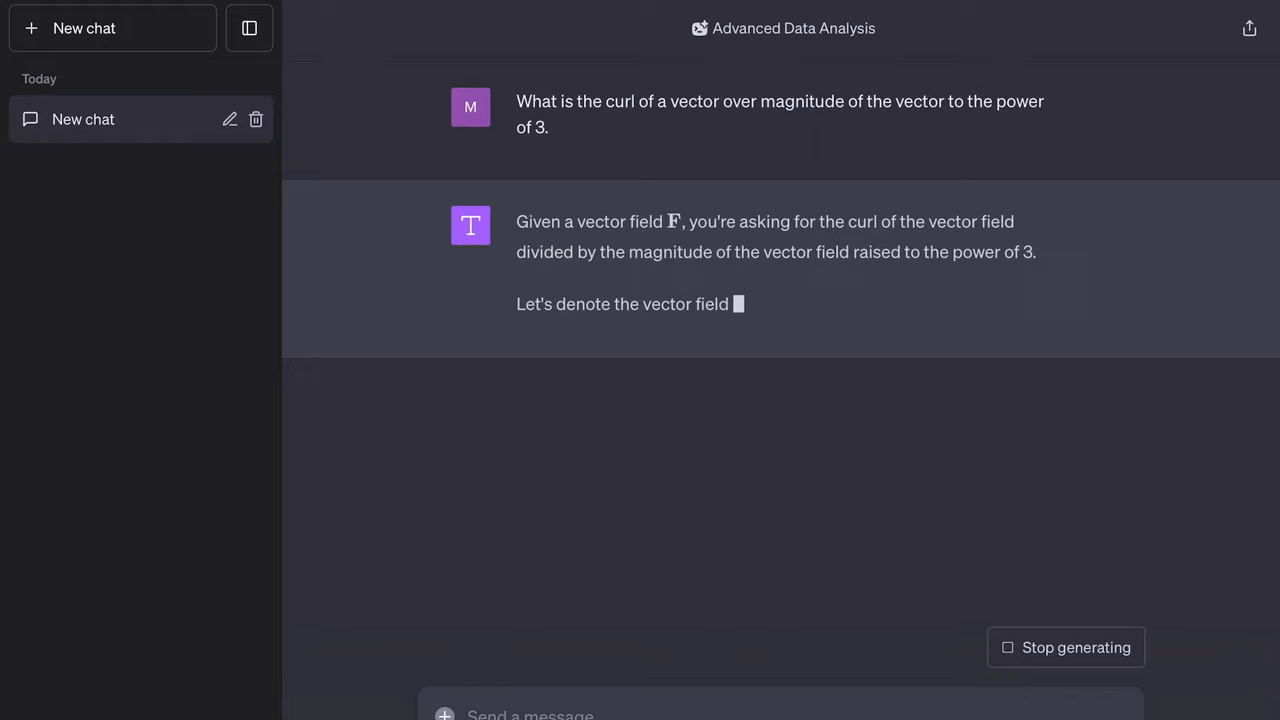 New chat
Today
New chat
Advanced Data Analysis
M
What is the curl of a vector over magnitude of the vector to the power
of 3.
T
Given a vector field F, you're asking for the curl of the vector field
divided by the magnitude of the vector field raised to the power of 3.
Let's denote the vector field
Stop generating
Send a message